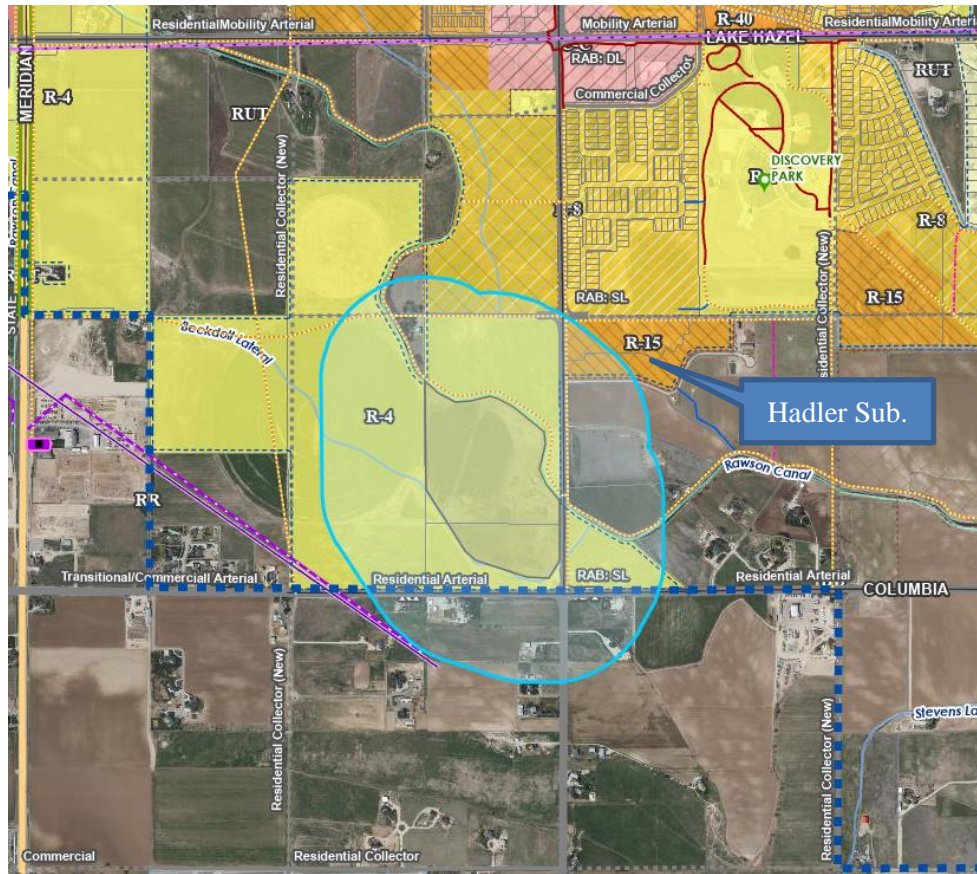 ResidentialMobility Arterial
Mobility Arterial
R-40
ResidentialMobility Arterial
LAKE HAZEL
RAB: DL
Commercial Collector
RUT
MERIDIAN
R-4
RUT
Residential Collector (New)
DISCOVERY
PARK
R-8
Residential Collector (New)
R-15
RAB: SL
STATE
Beckdoll Lateral
R-15
Hadler Sub.
R-4
Rawson Canal
RR
Transitional/Commerciall Arterial
Residential Arterial
RAB: SL
Residential Arterial
COLUMBIA
Residential Collector (New)
Residential Collector (New)
Stevens La
Commercial
Residential Collector